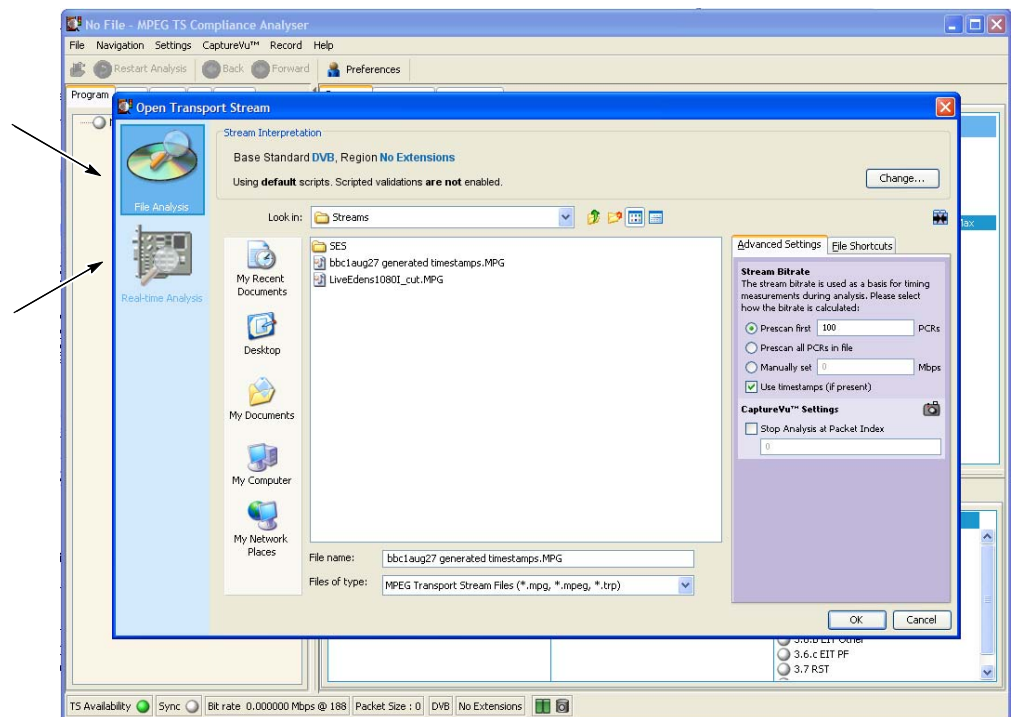 No File - MPEG TS Compliance Analyser
File Navigation Settings CaptureVu™ Record Help
Restart Analysis Back Forward Preferences
Program
Open Transport Stream
File Analysis
Real-time Analysis
Stream Interpretation
Base Standard DVB, Region No Extensions
Using default scripts. Scripted validations are not enabled.
Change...
Look in: Streams
My Recent Documents
Desktop
My Documents
My Computer
My Network Places
SES
bbc1aug27 generated timestamps.MPG
LiveEdens1080I_cut.MPG
File name: bbc1aug27 generated timestamps.MPG
Files of type: MPEG Transport Stream Files (*.mpg, *.mpeg, *.trp)
Advanced Settings File Shortcuts
Stream Bitrate
The stream bitrate is used as a basis for timing
measurements during analysis. Please select
how the bitrate is calculated:
Prescan first 100 PCRs
Prescan all PCRs in file
Manually set 0 Mbps
Use timestamps (if present)
CaptureVu™ Settings
Stop Analysis at Packet Index
0
OK Cancel
3.6.b EIT Other
3.6.c EIT PF
3.7 RST
TS Availability Sync Bit rate 0.000000 Mbps @ 188 Packet Size : 0 DVB No Extensions